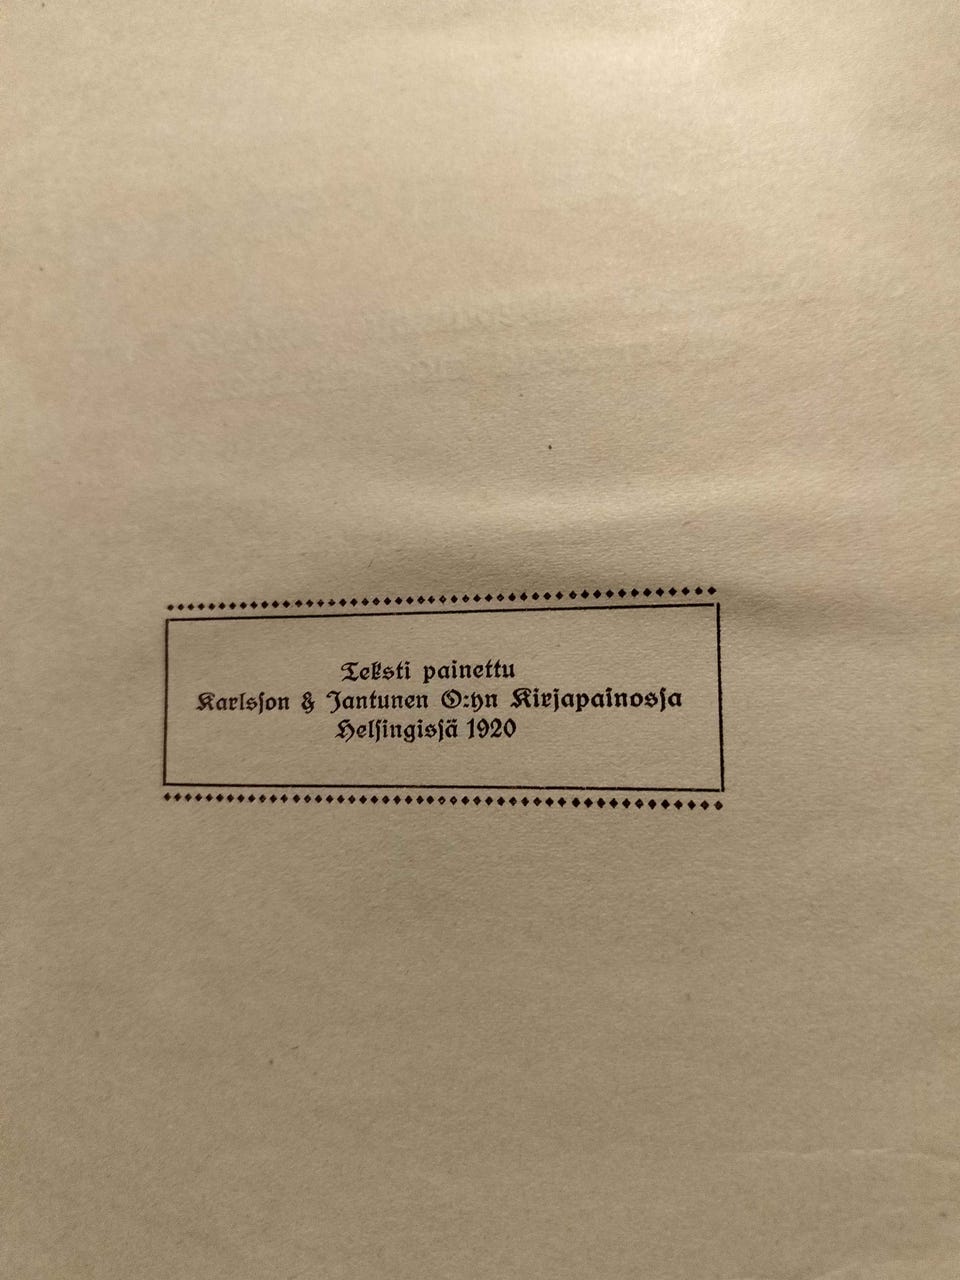 Teksti painettu
Karlsson & Jantunen O:yn Kirjapainossa
Helsingissä 1920